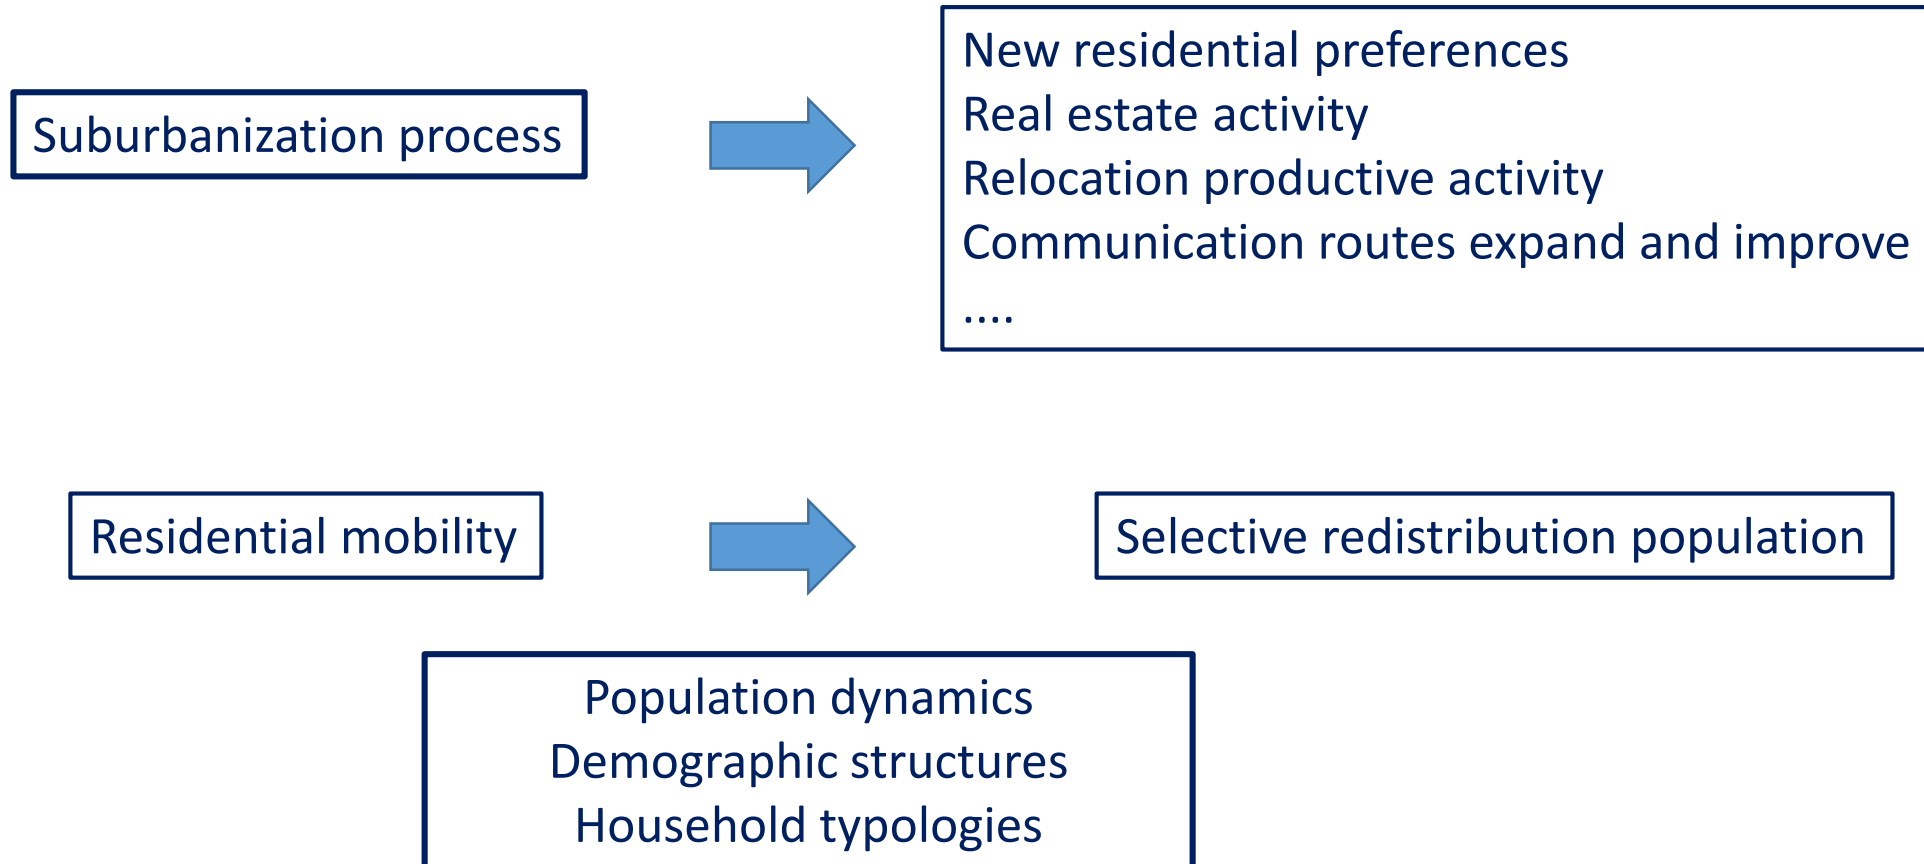 Suburbanization process
New residential preferences
Real estate activity
Relocation productive activity
Communication routes expand and improve
....
Residential mobility
Selective redistribution population
Population dynamics
Demographic structures
Household typologies